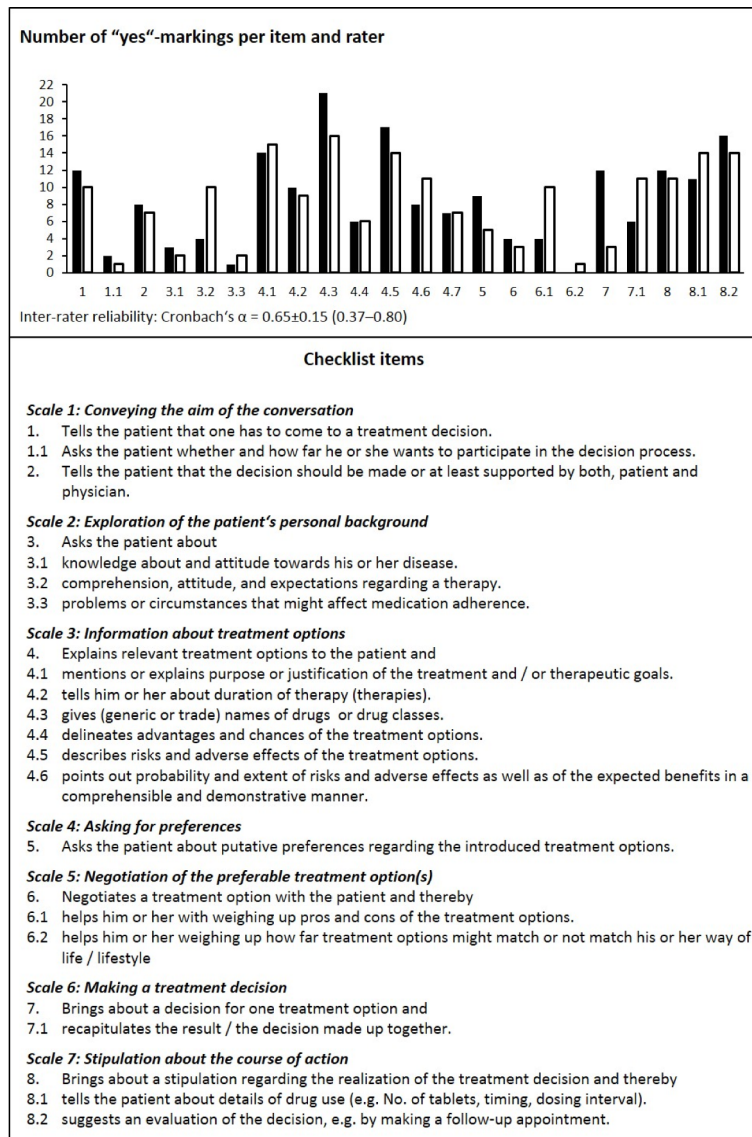 Number of “yes“-markings per item and rater
22
20
18
16
14
12
10
8
6
4
2
0
1 1.1 2 3.1 3.2 3.3 4.1 4.2 4.3 4.4 4.5 4.6 4.7 5 6 6.1 6.2 7 7.1 8 8.1 8.2
Inter-rater reliability: Cronbach‘s α = 0.65±0.15 (0.37–0.80)
Checklist items
Scale 1: Conveying the aim of the conversation
1. Tells the patient that one has to come to a treatment decision.
1.1 Asks the patient whether and how far he or she wants to participate in the decision process.
2. Tells the patient that the decision should be made or at least supported by both, patient and
physician.
Scale 2: Exploration of the patient‘s personal background
3. Asks the patient about
3.1 knowledge about and attitude towards his or her disease.
3.2 comprehension, attitude, and expectations regarding a therapy.
3.3 problems or circumstances that might affect medication adherence.
Scale 3: Information about treatment options
4. Explains relevant treatment options to the patient and
4.1 mentions or explains purpose or justification of the treatment and / or therapeutic goals.
4.2 tells him or her about duration of therapy (therapies).
4.3 gives (generic or trade) names of drugs or drug classes.
4.4 delineates advantages and chances of the treatment options.
4.5 describes risks and adverse effects of the treatment options.
4.6 points out probability and extent of risks and adverse effects as well as of the expected benefits in a
comprehensible and demonstrative manner.
Scale 4: Asking for preferences
5. Asks the patient about putative preferences regarding the introduced treatment options.
Scale 5: Negotiation of the preferable treatment option(s)
6. Negotiates a treatment option with the patient and thereby
6.1 helps him or her with weighing up pros and cons of the treatment options.
6.2 helps him or her weighing up how far treatment options might match or not match his or her way of
life / lifestyle
Scale 6: Making a treatment decision
7. Brings about a decision for one treatment option and
7.1 recapitulates the result / the decision made up together.
Scale 7: Stipulation about the course of action
8. Brings about a stipulation regarding the realization of the treatment decision and thereby
8.1 tells the patient about details of drug use (e.g. No. of tablets, timing, dosing interval).
8.2 suggests an evaluation of the decision, e.g. by making a follow-up appointment.